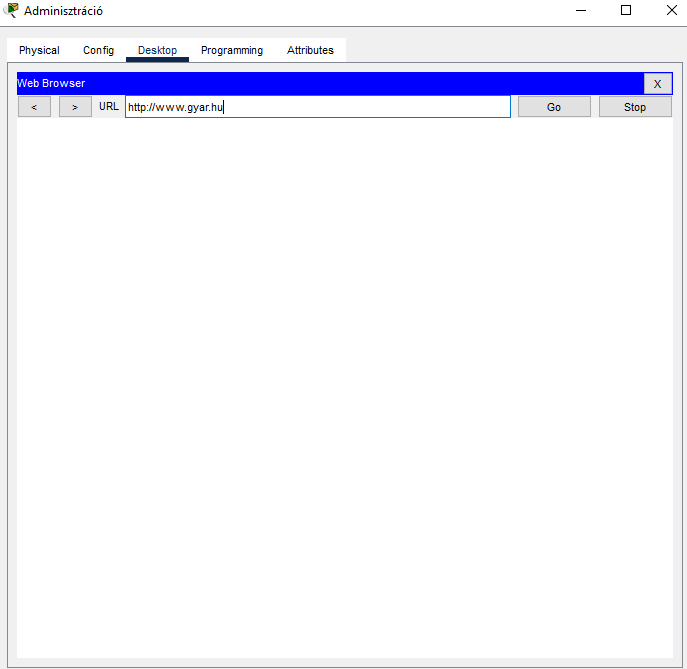 Adminisztráció
Physical Config Desktop Programming Attributes
Web Browser X
< > URL http://www.gyar.hu Go Stop